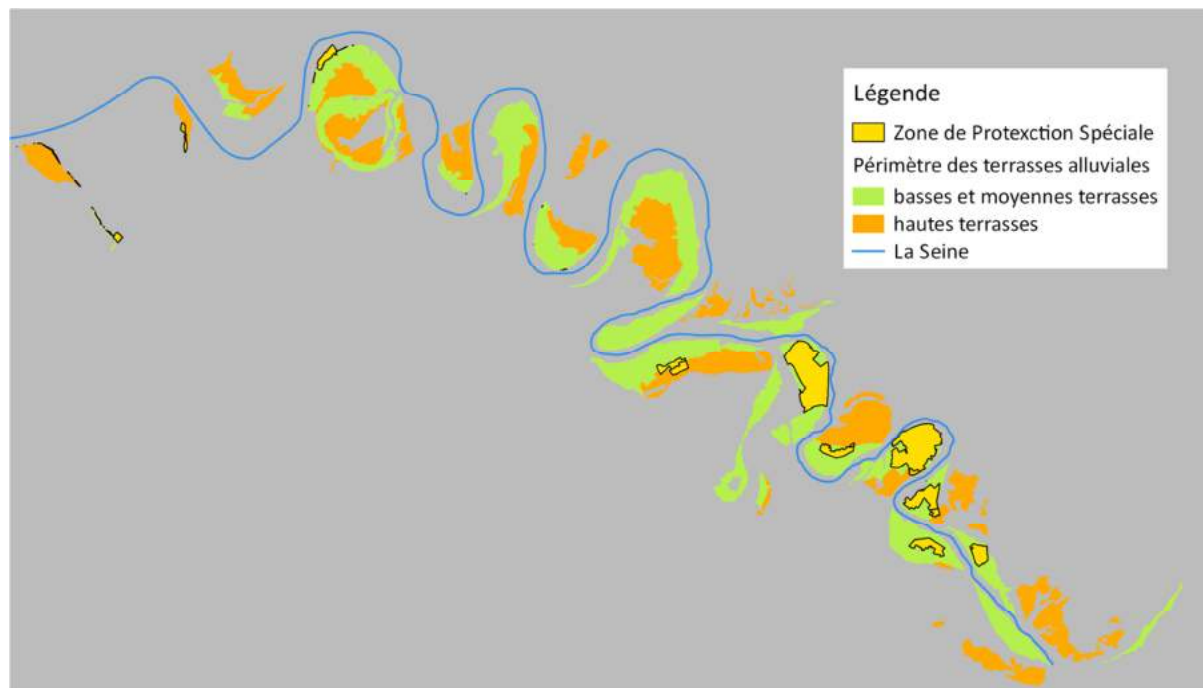 Légende
Zone de Protexction Spéciale
Périmètre des terrasses alluviales
basses et moyennes terrasses
hautes terrasses
La Seine